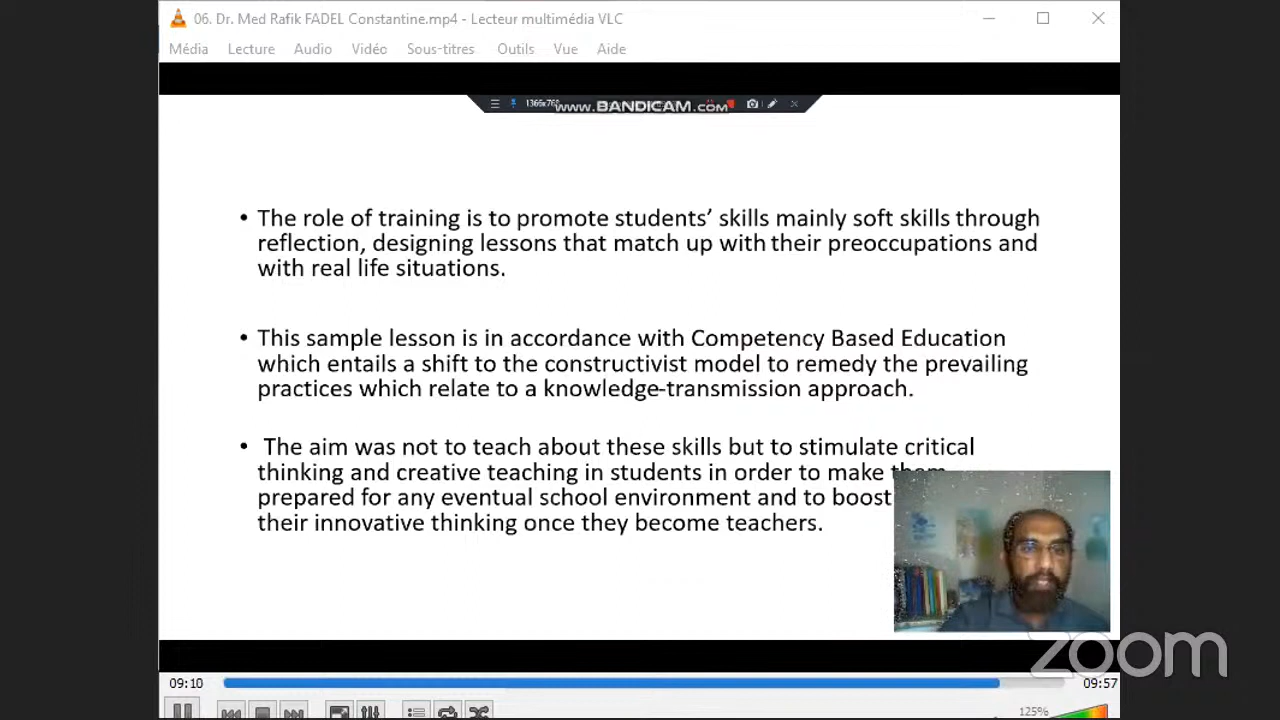 06. Dr. Med Rafik FADEL Constantine.mp4 - Lecteur multimédia VLC
Média Lecture Audio Vidéo Sous-titres Outils Vue Aide
1366x76
www.BANDICAM.COM
• The role of training is to promote students’ skills mainly soft skills through
reflection, designing lessons that match up with their preoccupations and
with real life situations.
• This sample lesson is in accordance with Competency Based Education
which entails a shift to the constructivist model to remedy the prevailing
practices which relate to a knowledge-transmission approach.
• The aim was not to teach about these skills but to stimulate critical
thinking and creative teaching in students in order to make them
prepared for any eventual school environment and to boost
their innovative thinking once they become teachers.
zoom
09:10 09:57
125%